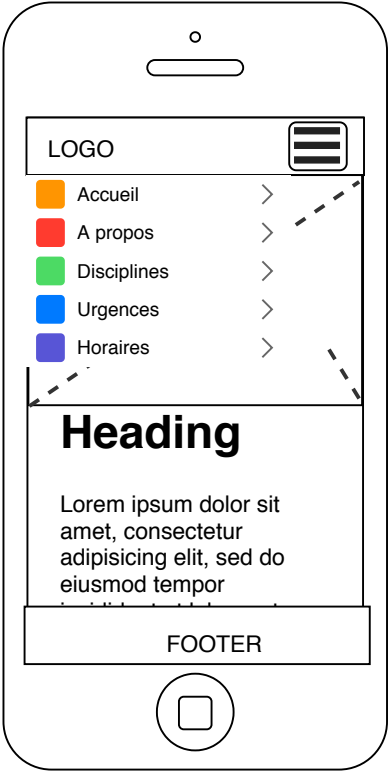 LOGO
Accueil
A propos
Disciplines
Urgences
Horaires
Heading
Lorem ipsum dolor sit
amet, consectetur
adipisicing elit, sed do
eiusmod tempor
FOOTER